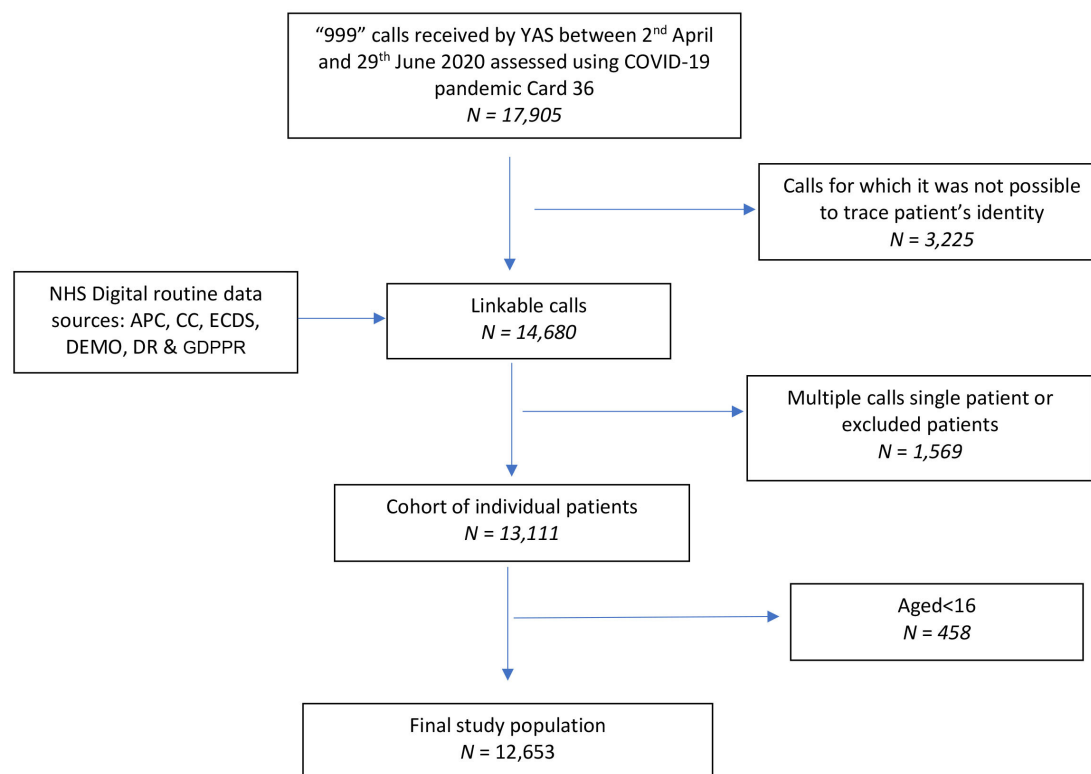 “999” calls received by YAS between 2nd April
and 29th June 2020 assessed using COVID-19
pandemic Card 36
N = 17,905
Calls for which it was not possible
to trace patient’s identity
N = 3,225
NHS Digital routine data
sources: APC, CC, ECDS,
DEMO, DR & GDPPR
Linkable calls
N = 14,680
Multiple calls single patient or
excluded patients
N = 1,569
Cohort of individual patients
N = 13,111
Aged<16
N = 458
Final study population
N = 12,653